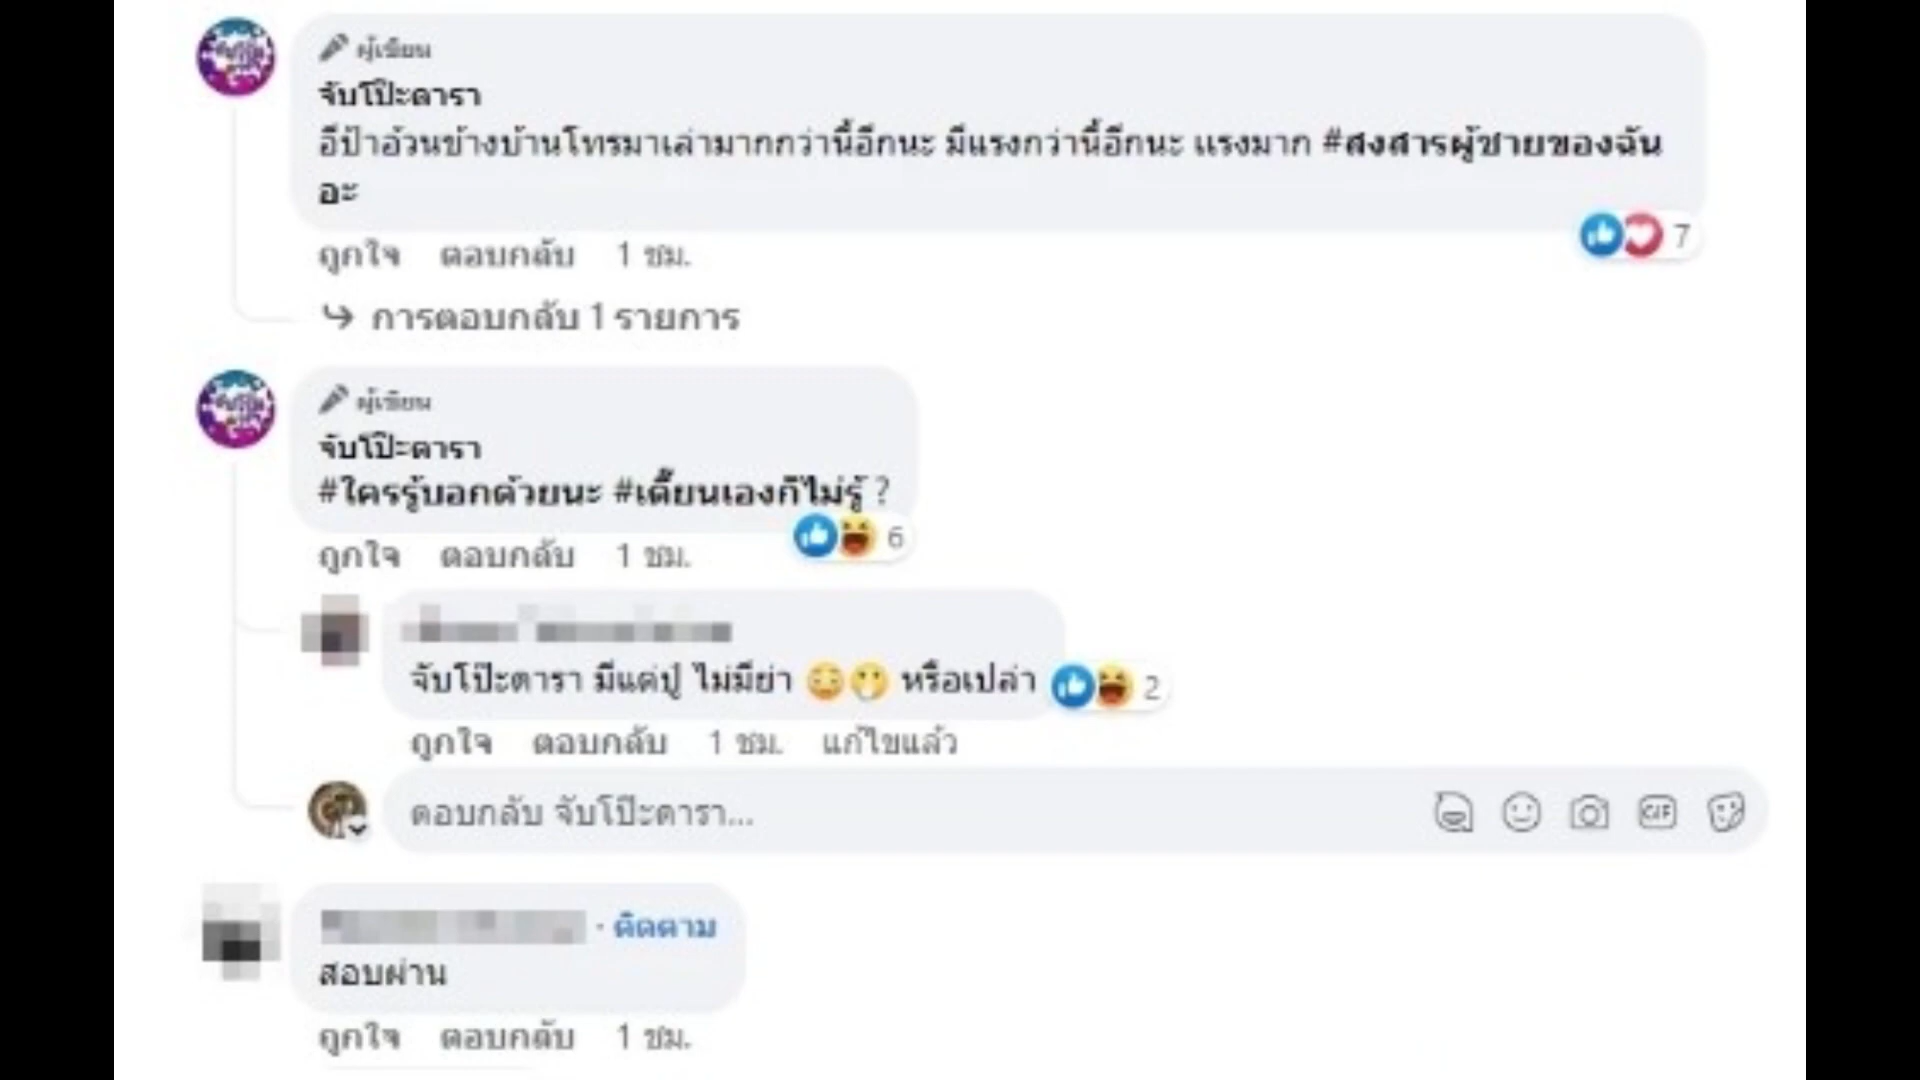 ผู้เขียน
จับโป๊ะดารา
อีป้าอ้วนข้างบ้านโทรมาเล่ามากกว่านี้อีกนะ มีแรงกว่านี้อีกนะ แรงมาก #สงสารผู้ชายของฉัน
อะ
7
ถูกใจ ตอบกลับ 1 ชม.
การตอบกลับ 1 รายการ
ผู้เขียน
จับโป๊ะดารา
#ใครรู้บอกด้วยนะ #เดี๊ยนเองก็ไม่รู้ ?
6
ถูกใจ ตอบกลับ 1 ชม.
จับโป๊ะดารา มีแต่ปู่ ไม่มีย่า 😳🤭 หรือเปล่า
2
ถูกใจ ตอบกลับ 1 ชม. แก้ไขแล้ว
ตอบกลับ จับโป๊ะดารา...
GIF
· ติดตาม
สอบผ่าน
ถูกใจ ตอบกลับ 1 ชม.